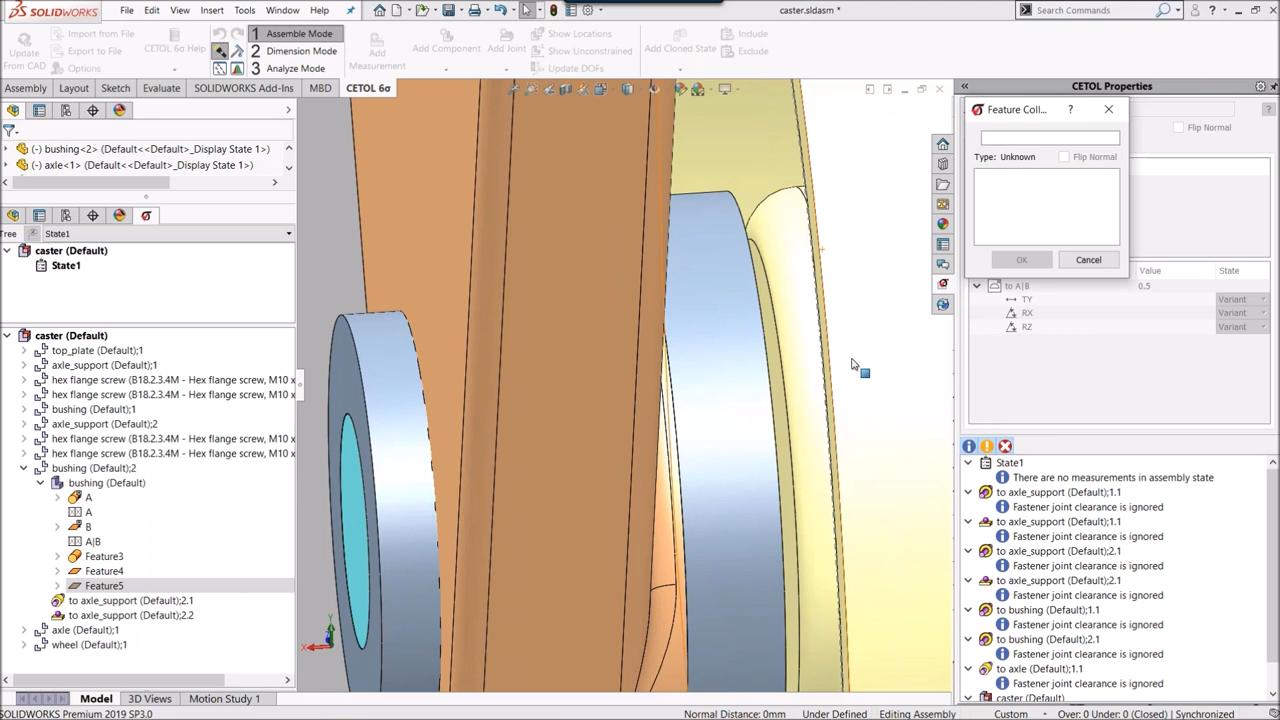 SOLIDWORKS
File Edit View Insert Tools Window Help
caster.sldasm *
Search Commands
Update From CAD
Import from File
Export to File
Options
CETOL 6σ Help
1 Assemble Mode
2 Dimension Mode
3 Analyze Mode
Add Measurement
Add Component
Add Joint
Show Locations
Show Unconstrained
Update DOFs
Add Cloned State
Include
Exclude
Assembly Layout Sketch Evaluate SOLIDWORKS Add-Ins MBD CETOL 6σ
(-) bushing<2> (Default<<Default>_Display State 1>)
(-) axle<1> (Default<<Default>_Display State 1>)
Tree State1
caster (Default)
State1
caster (Default)
top_plate (Default);1
axle_support (Default);1
hex flange screw (B18.2.3.4M - Hex flange screw, M10 x
hex flange screw (B18.2.3.4M - Hex flange screw, M10 x
bushing (Default);1
axle_support (Default);2
hex flange screw (B18.2.3.4M - Hex flange screw, M10 x
hex flange screw (B18.2.3.4M - Hex flange screw, M10 x
bushing (Default);2
bushing (Default)
A
A
B
A|B
Feature3
Feature4
Feature5
to axle_support (Default);2.1
to axle_support (Default);2.2
axle (Default);1
wheel (Default);1
Y
CETOL Properties
Flip Normal
Feature Coll... ?
Type: Unknown Flip Normal
OK Cancel
Value State
to A|B 0.5
TY Variant
RX Variant
RZ Variant
State1
There are no measurements in assembly state
to axle_support (Default);1.1
Fastener joint clearance is ignored
to axle_support (Default);1.1
Fastener joint clearance is ignored
to axle_support (Default);2.1
Fastener joint clearance is ignored
to axle_support (Default);2.1
Fastener joint clearance is ignored
to bushing (Default);1.1
Fastener joint clearance is ignored
to bushing (Default);2.1
Fastener joint clearance is ignored
to axle (Default);1.1
Fastener joint clearance is ignored
caster (Default)
Model 3D Views Motion Study 1
SOLIDWORKS Premium 2019 SP3.0
Normal Distance: 0mm Under Defined Editing Assembly Custom Over: 0 Under: 0 (Closed) | Synchronized